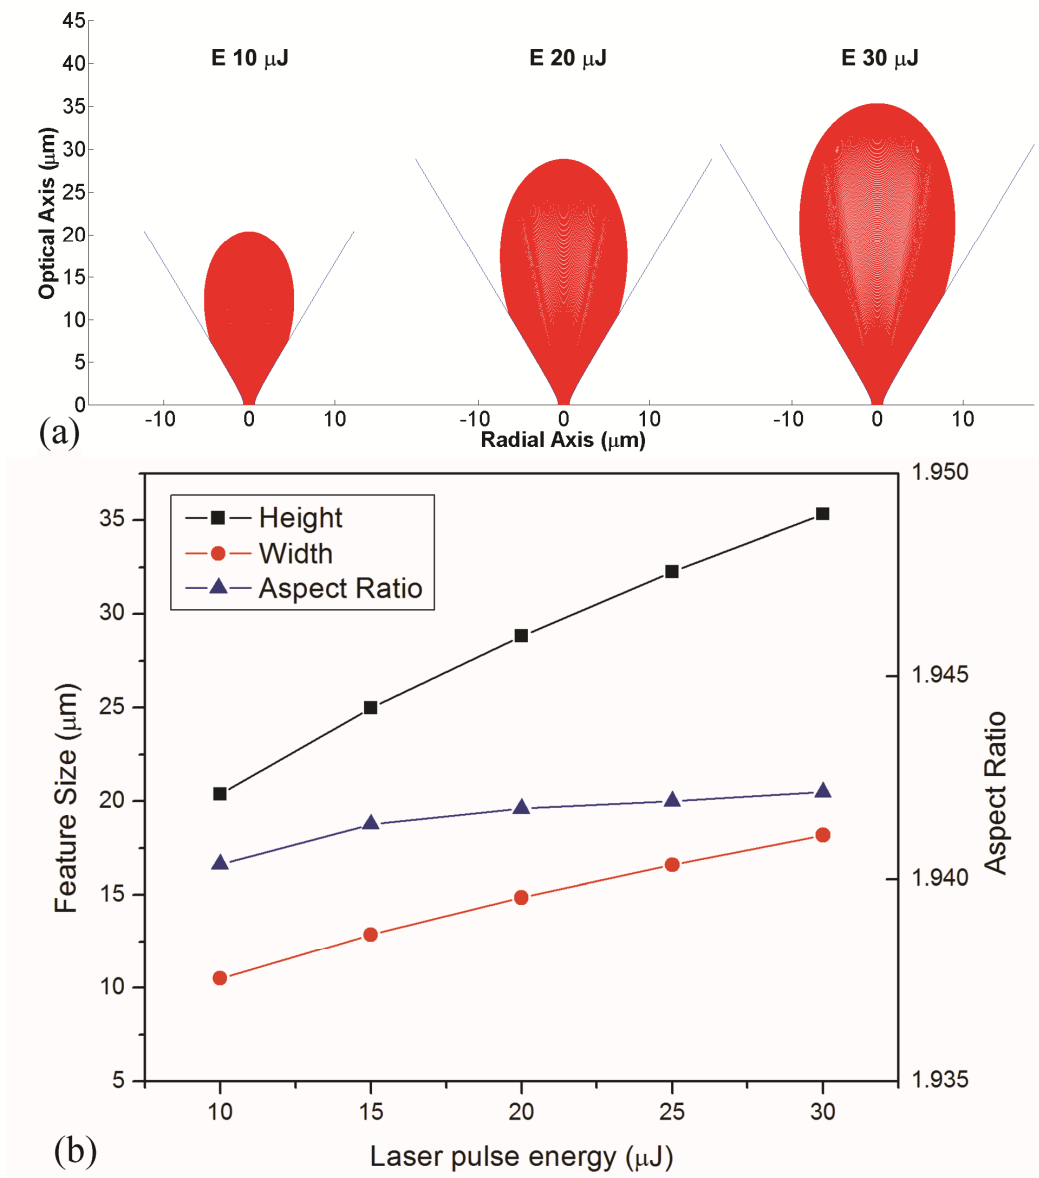 E 10 μJ
E 20 μJ
E 30 μJ
45
40
35
30
25
20
15
10
5
0
Optical Axis (μm)
-10
0
10
-10
0
10
-10
0
10
Radial Axis (μm)
(a)
Height
Width
Aspect Ratio
35
30
25
20
15
10
5
Feature Size (μm)
1.950
1.945
1.940
1.935
Aspect Ratio
10
15
20
25
30
Laser pulse energy (μJ)
(b)